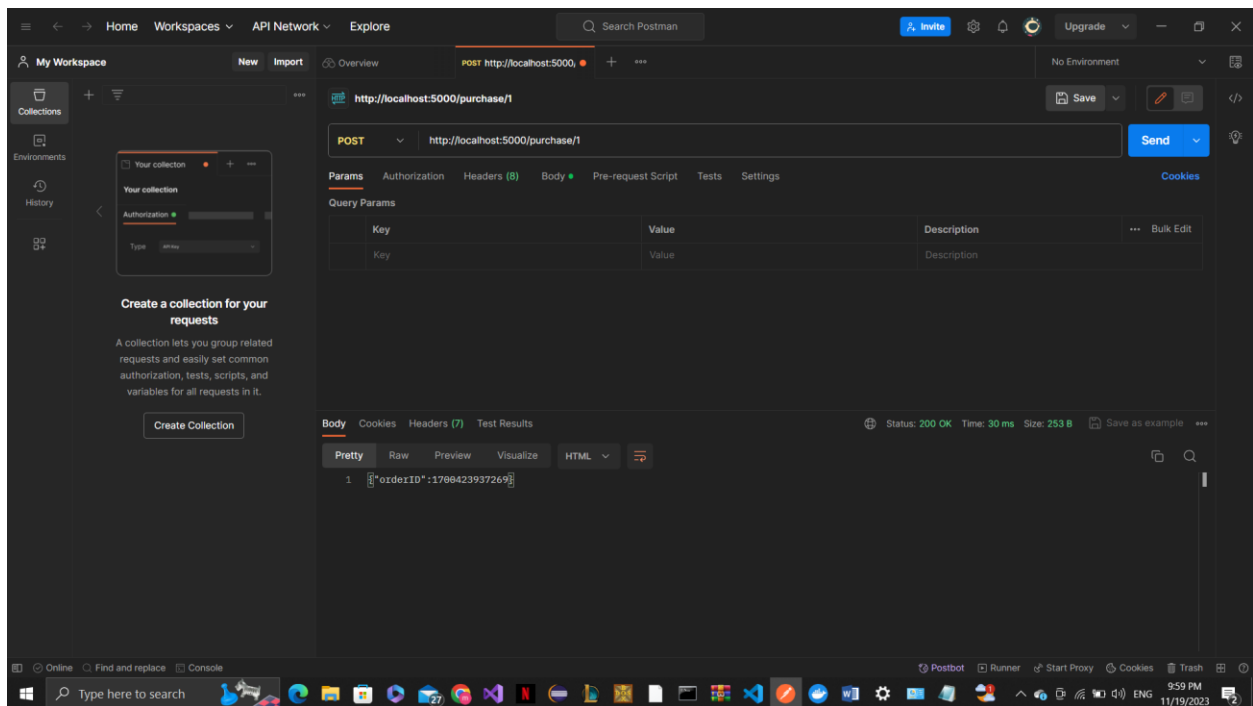 Home Workspaces API Network Explore Search Postman Invite Upgrade
My Workspace New Import Overview POST http://localhost:5000/ No Environment
Collections
Environments
History
Your collecton
Your collection
Authorization
Type API Key
Create a collection for your
requests
A collection lets you group related
requests and easily set common
authorization, tests, scripts, and
variables for all requests in it.
Create Collection
HTTP http://localhost:5000/purchase/1 Save
POST http://localhost:5000/purchase/1 Send
Params Authorization Headers (8) Body Pre-request Script Tests Settings Cookies
Query Params
Key Value Description Bulk Edit
Key Value Description
Body Cookies Headers (7) Test Results Status: 200 OK Time: 30 ms Size: 253 B Save as example
Pretty Raw Preview Visualize HTML
1 {"orderID":1700423937269}
Online Find and replace Console Postbot Runner Start Proxy Cookies Trash
Type here to search 27 ENG 9:59 PM
11/19/2023 2